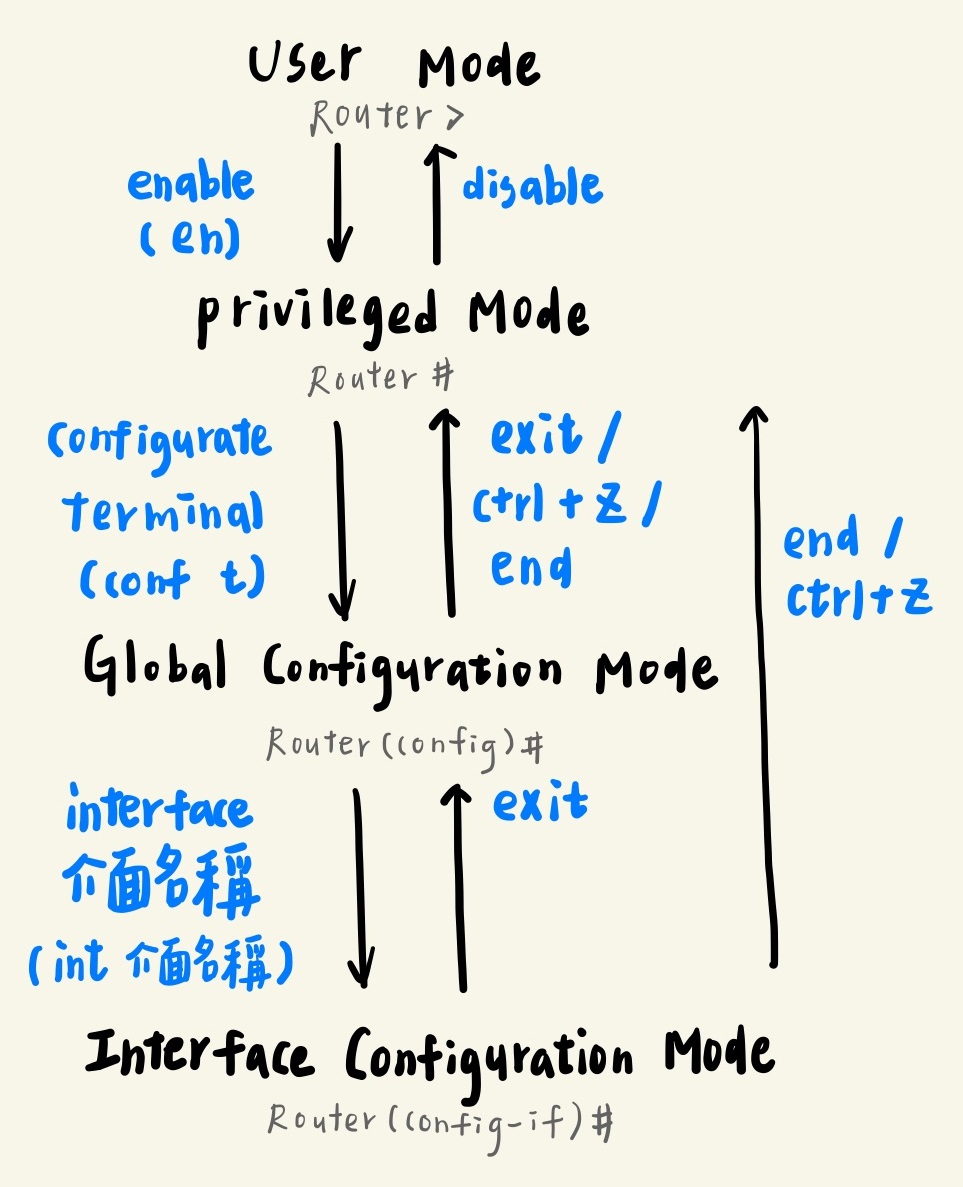 User Mode
Router >
enable
(en)
disable
privileged Mode
Router #
configurate
terminal
(conf t)
exit /
ctrl + Z /
end
end /
ctrl+Z
Global Configuration Mode
Router (config) #
interface
介面名稱
(int 介面名稱)
exit
Interface Configuration Mode
Router (config-if) #